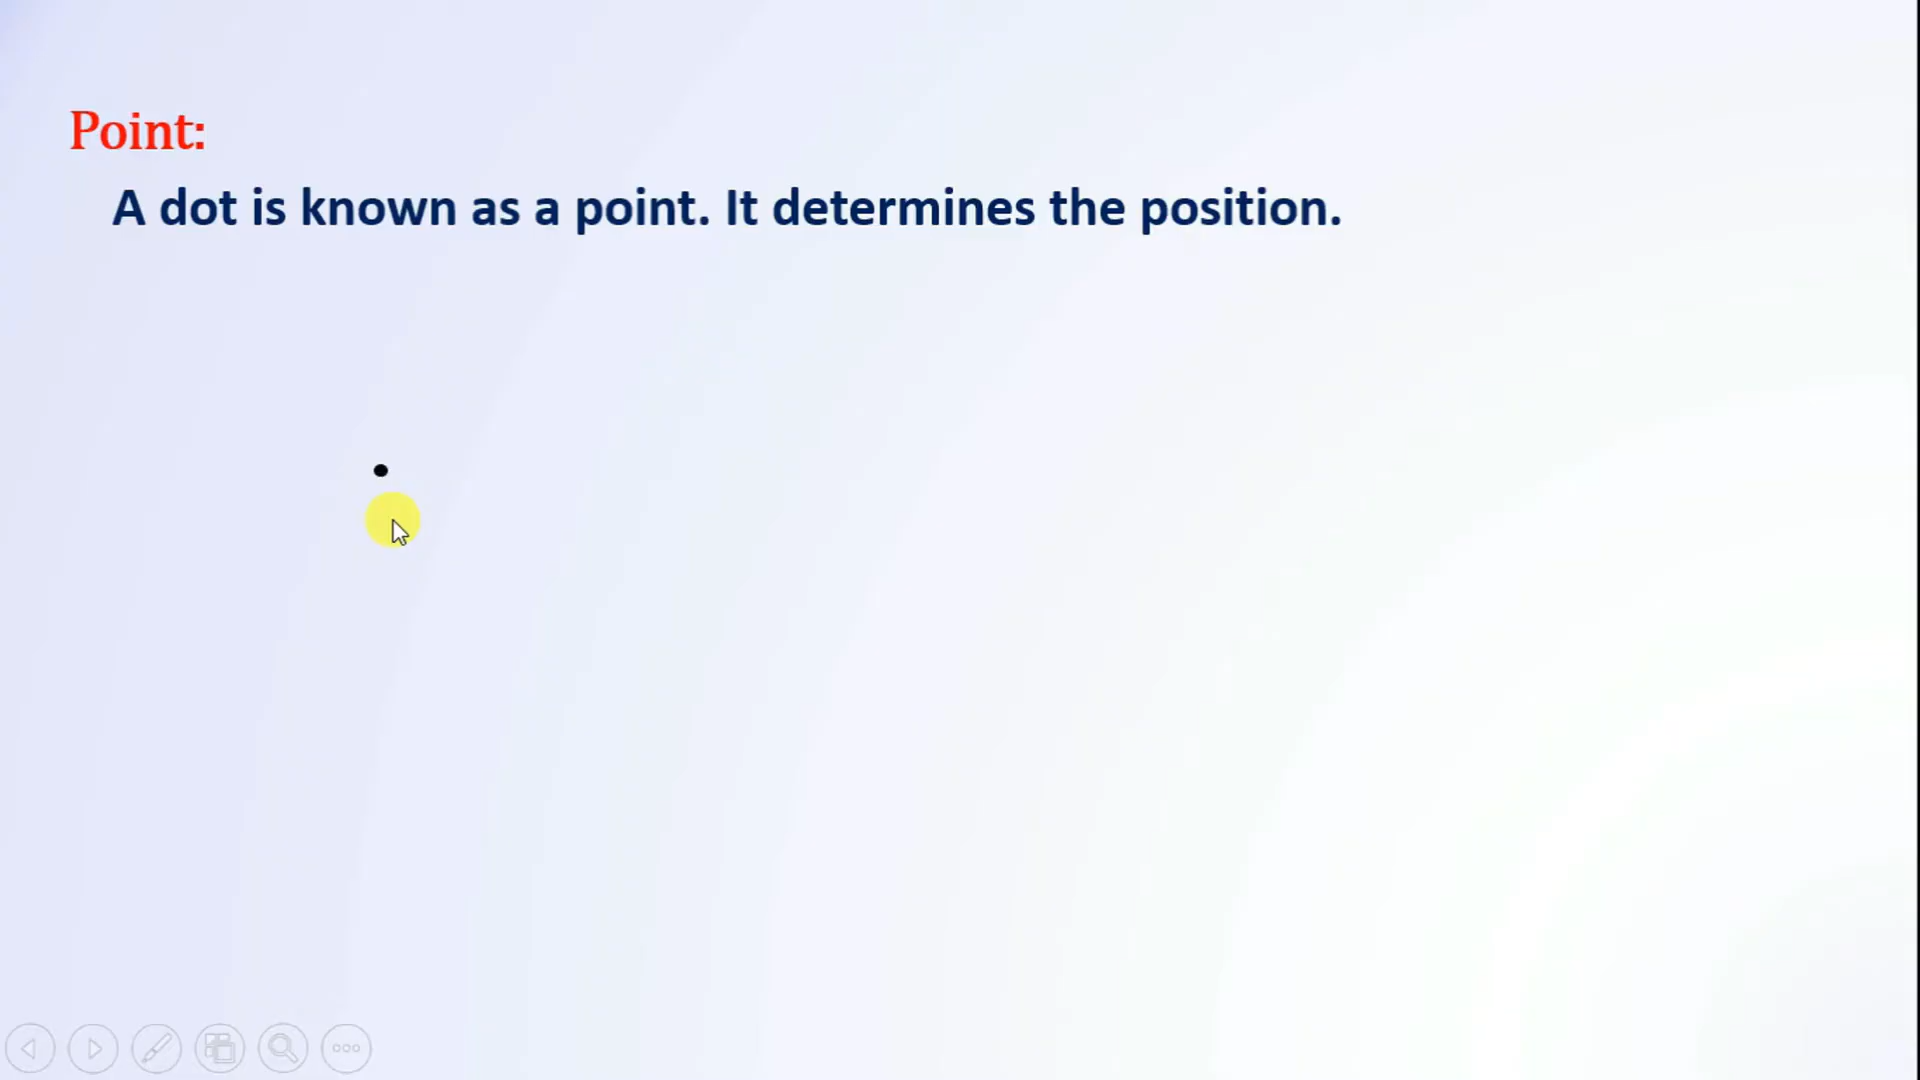 Point:
A dot is known as a point. It determines the position.